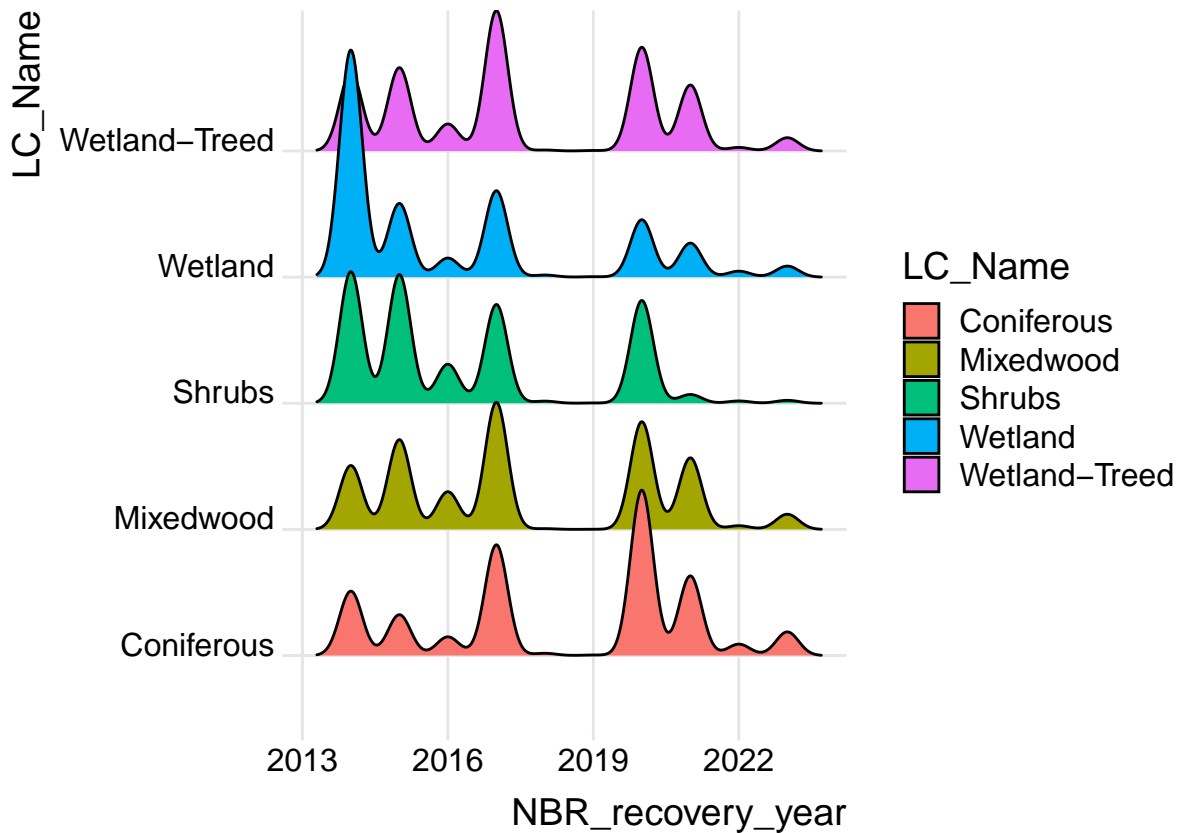 LC_Name
Wetland−Treed
Wetland
Shrubs
Mixedwood
Coniferous
2013 2016 2019 2022
NBR_recovery_year
LC_Name
Coniferous
Mixedwood
Shrubs
Wetland
Wetland−Treed